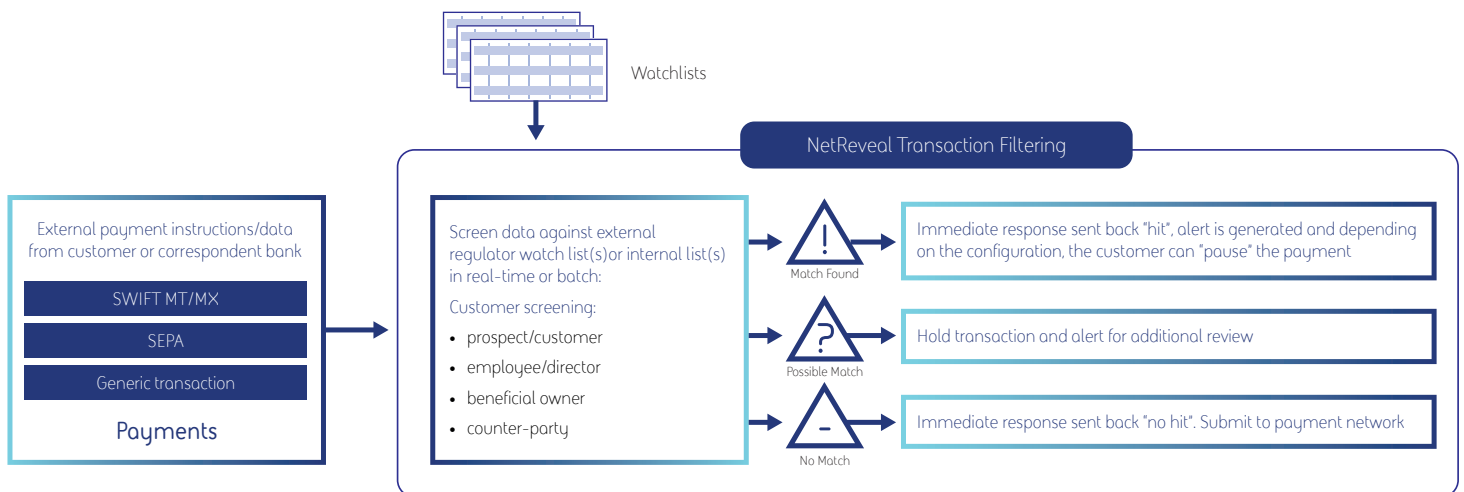 Watchlists
NetReveal Transaction Filtering
External payment instructions/data
from customer or correspondent bank
SWIFT MT/MX
SEPA
Generic transaction
Payments
Screen data against external
regulator watch list(s)or internal list(s)
in real-time or batch:
Customer screening:
• prospect/customer
• employee/director
• beneficial owner
• counter-party
!
Match Found
Immediate response sent back "hit", alert is generated and depending
on the configuration, the customer can "pause" the payment
?
Possible Match
Hold transaction and alert for additional review
-
No Match
Immediate response sent back "no hit". Submit to payment network